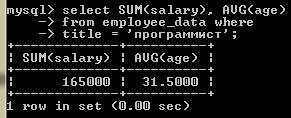 mysql> select SUM(salary), AVG(age)
    -> from employee_data where
    -> title = 'программист';
+-------------+----------+
| SUM(salary) | AVG(age) |
+-------------+----------+
|      165000 |  31.5000 |
+-------------+----------+
1 row in set (0.00 sec)